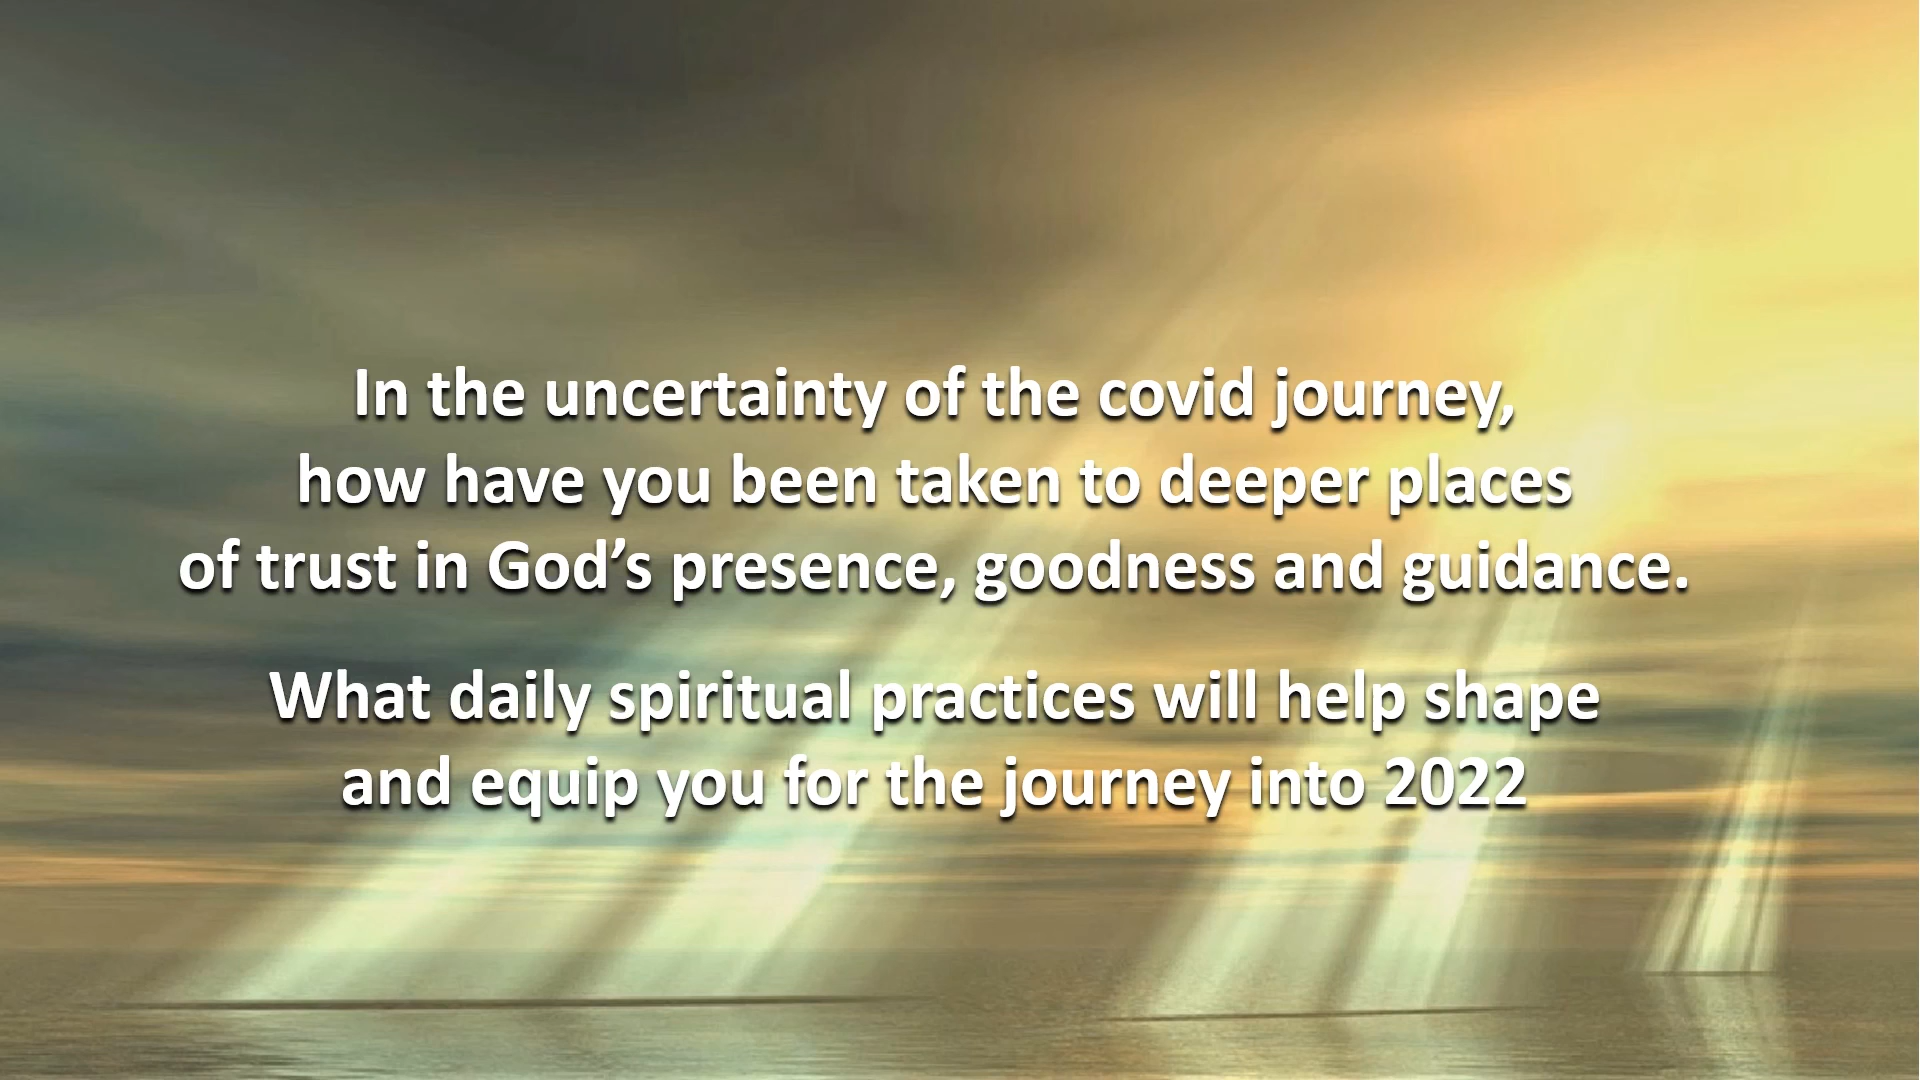 In the uncertainty of the covid journey,
how have you been taken to deeper places
of trust in God’s presence, goodness and guidance.
What daily spiritual practices will help shape
and equip you for the journey into 2022